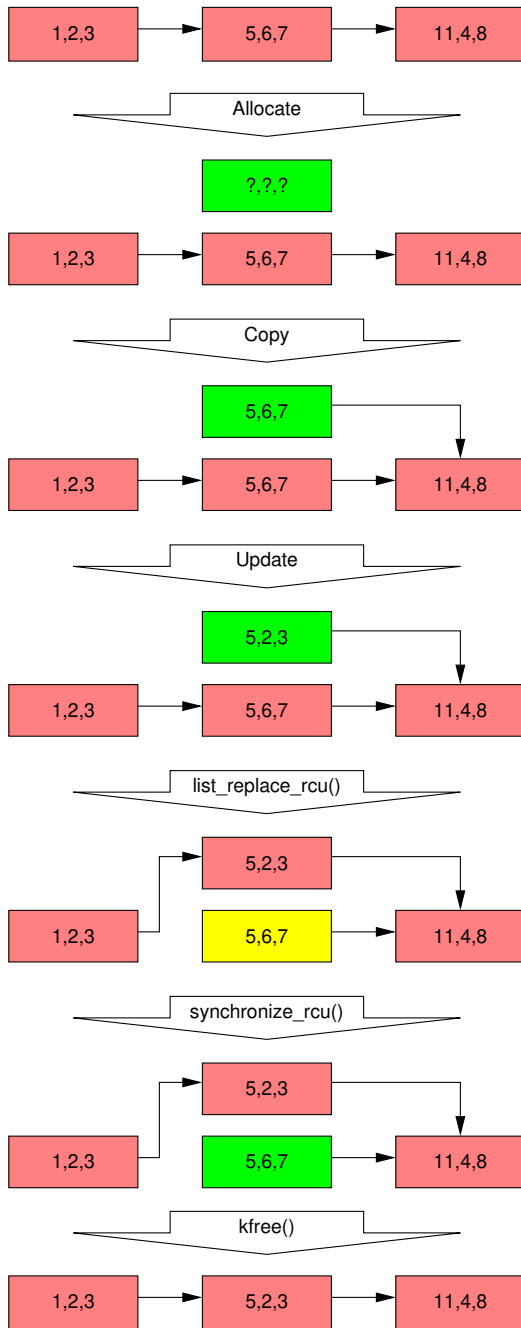 1,2,3 5,6,7 11,4,8
Allocate
?,?,?
1,2,3 5,6,7 11,4,8
Copy
5,6,7
1,2,3 5,6,7 11,4,8
Update
5,2,3
1,2,3 5,6,7 11,4,8
list_replace_rcu()
5,2,3
1,2,3 5,6,7 11,4,8
synchronize_rcu()
5,2,3
1,2,3 5,6,7 11,4,8
kfree()
1,2,3 5,2,3 11,4,8